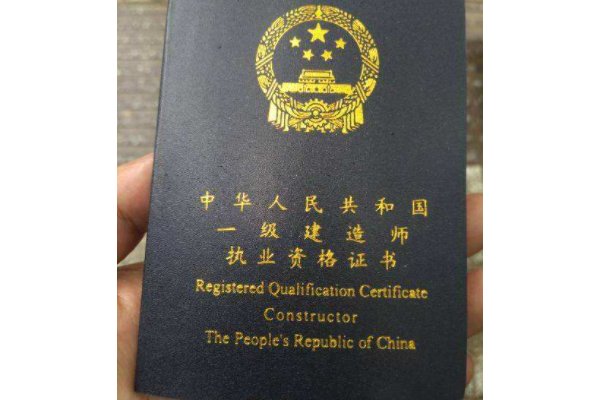 中华人民共和国
一级建造师
执业资格证书
Registered Qualification Certificate
Constructor
The People's Republic of China